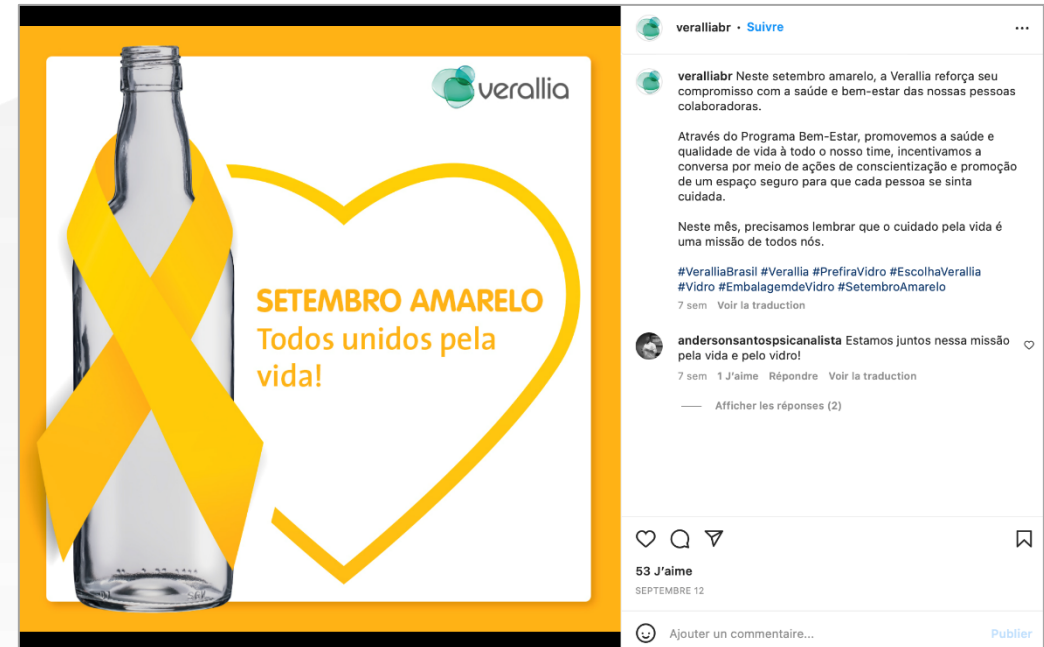 verallia
SETEMBRO AMARELO
Todos unidos pela
vida!
veralliabr • Suivre
veralliabr Neste setembro amarelo, a Verallia reforça seu
compromisso com a saúde e bem-estar das nossas pessoas
colaboradoras.
Através do Programa Bem-Estar, promovemos a saúde e
qualidade de vida à todo o nosso time, incentivamos a
conversa por meio de ações de conscientização e promoção
de um espaço seguro para que cada pessoa se sinta
cuidada.
Neste mês, precisamos lembrar que o cuidado pela vida é
uma missão de todos nós.
#VeralliaBrasil #Verallia #PrefiraVidro #EscolhaVerallia
#Vidro #EmbalagemdeVidro #SetembroAmarelo
7 sem Voir la traduction
andersonsantospsicanalista Estamos juntos nessa missão
pela vida e pelo vidro!
7 sem 1 J'aime Répondre Voir la traduction
Afficher les réponses (2)
53 J'aime
SEPTEMBRE 12
Ajouter un commentaire... Publier